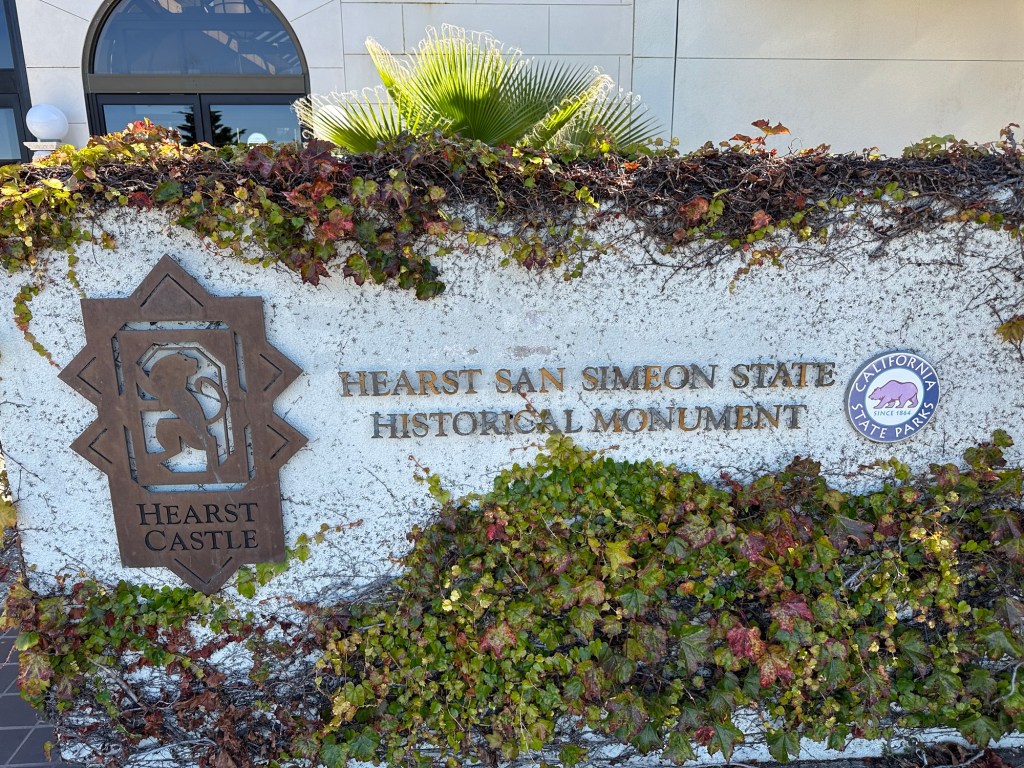 HEARST
CASTLE
HEARST SAN SIMEON STATE
HISTORICAL MONUMENT
CALIFORNIA
SINCE 1864
STATE PARKS